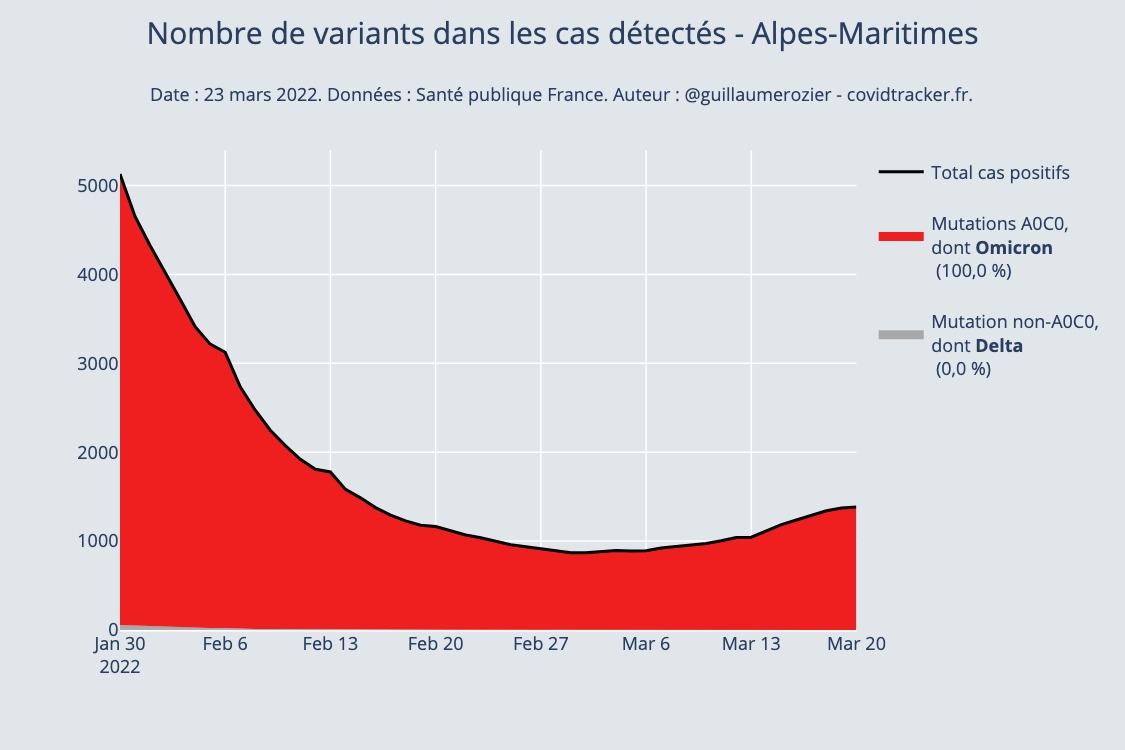 Nombre de variants dans les cas détectés - Alpes-Maritimes
Date : 23 mars 2022. Données : Santé publique France. Auteur : @guillaumerozier - covidtracker.fr.
Total cas positifs
Mutations A0C0,
dont Omicron
(100,0 %)
Mutation non-A0C0,
dont Delta
(0,0 %)
5000
4000
3000
2000
1000
0
Jan 30 Feb 6 Feb 13 Feb 20 Feb 27 Mar 6 Mar 13 Mar 20
2022